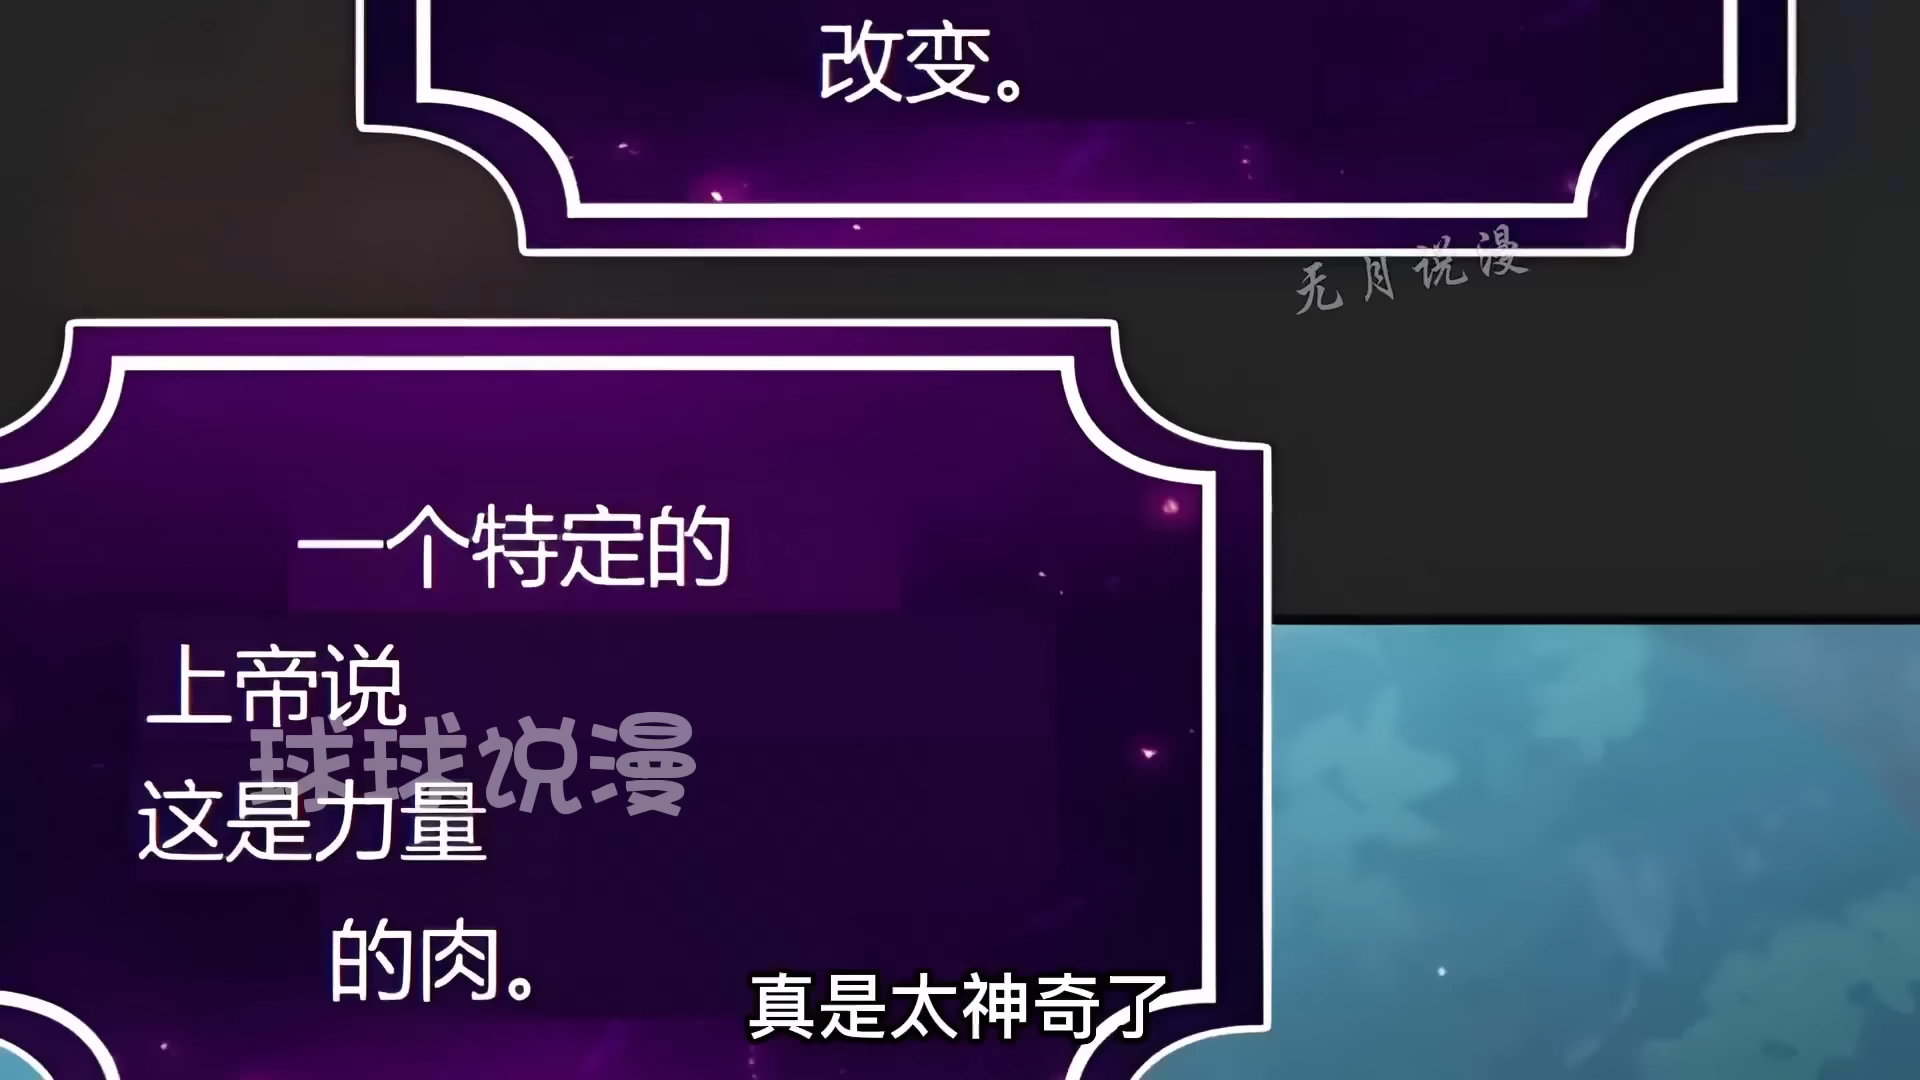 改变。
无月说漫
一个特定的
上帝说
球球说漫
这是力量
的肉。
真是太神奇了